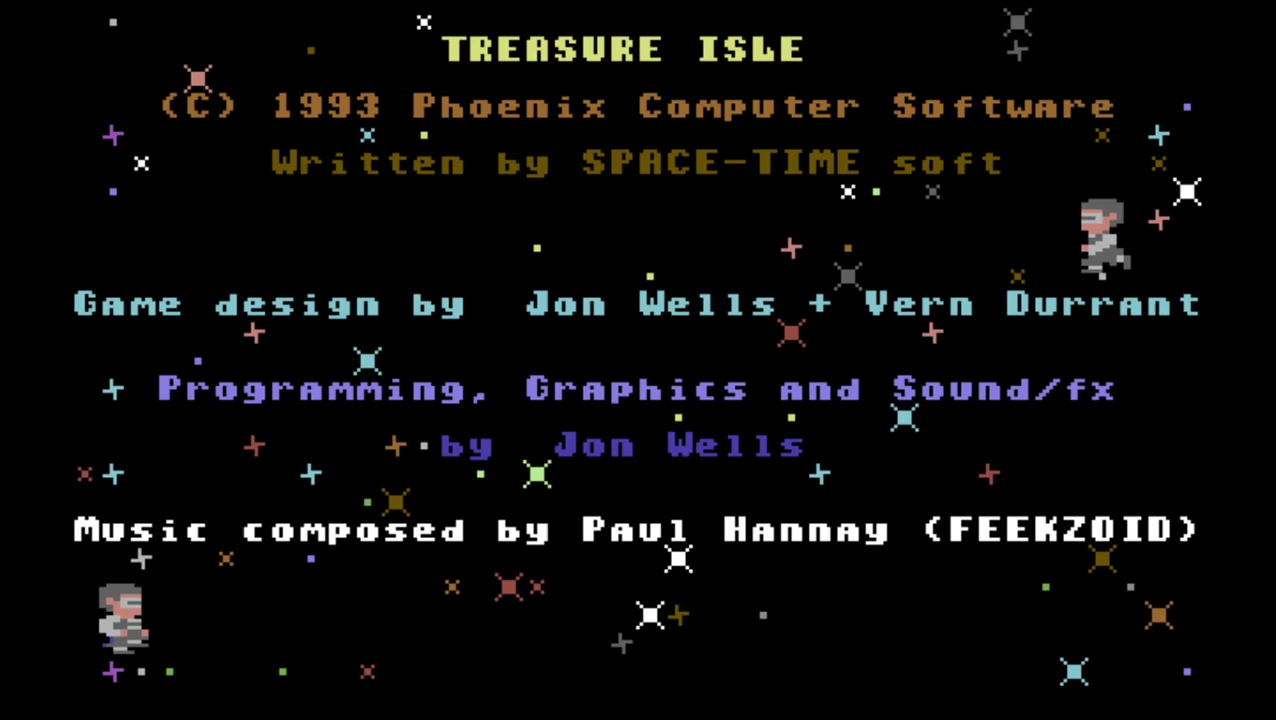 TREASURE ISLE
(C) 1993 Phoenix Computer Software
Written by SPACE-TIME soft
Game design by Jon Wells + Vern Durrant
Programming, Graphics and Sound/fx
by Jon Wells
Music composed by Paul Hannay (FEEKZOID)